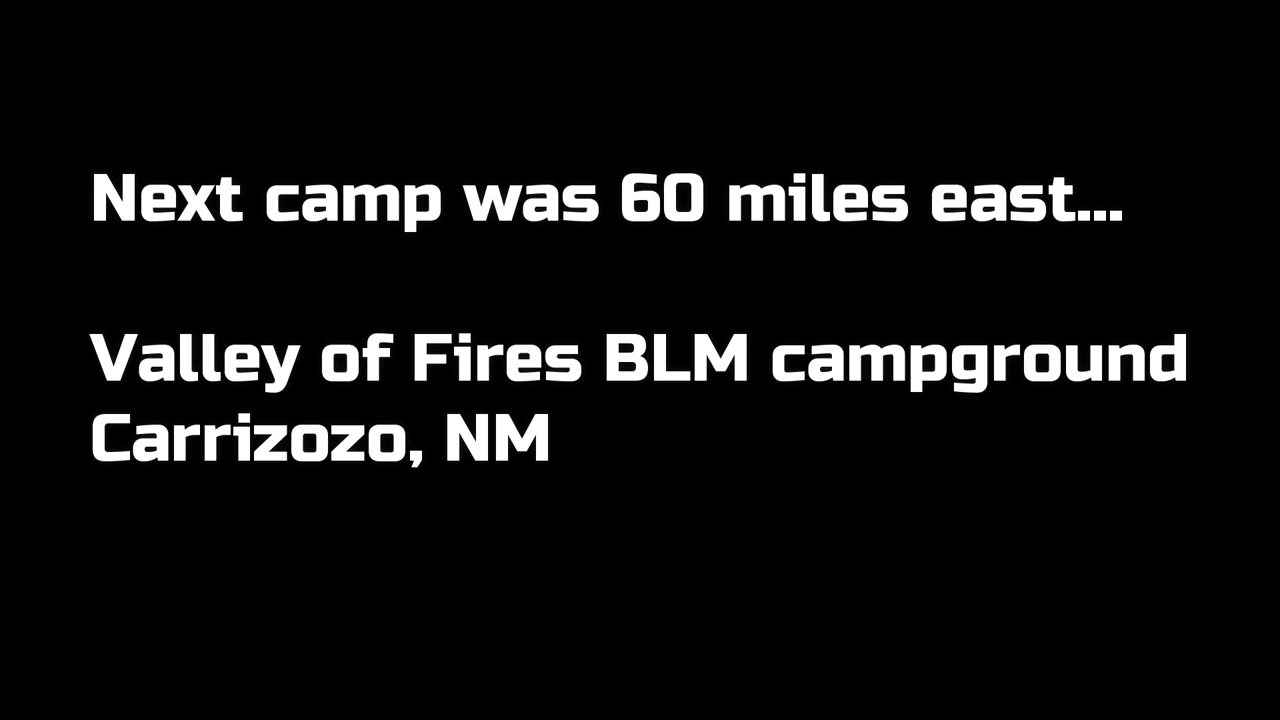 Next camp was 60 miles east...
Valley of Fires BLM campground
Carrizozo, NM